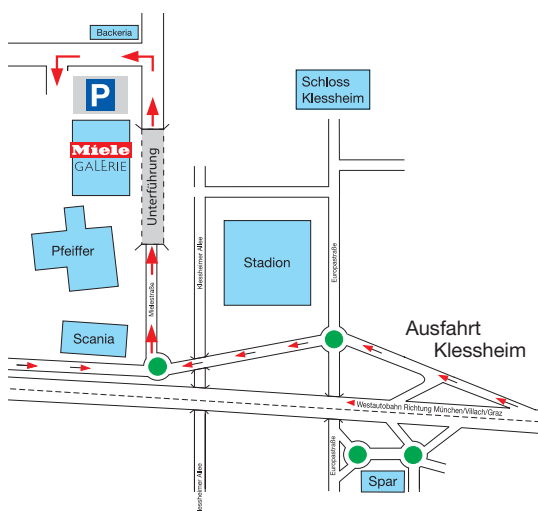 Backeria
P
Schloss
Klessheim
Miele
GALERIE
Unterführung
Klessheimer Allee
Europastraße
Pfeiffer
Stadion
Mielestraße
Scania
Ausfahrt
Klessheim
Westautobahn Richtung München/Villach/Graz
Klessheimer Allee
Europastraße
Spar